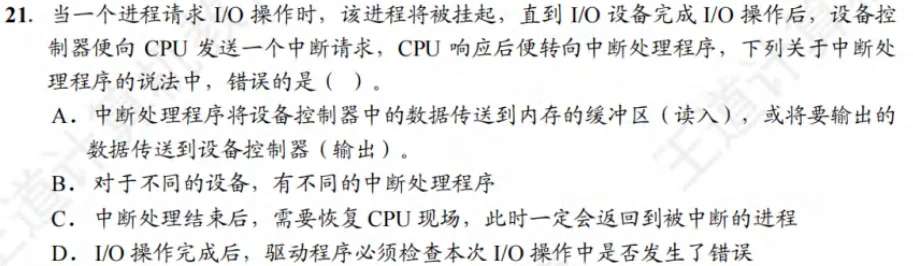 21. 当一个进程请求 I/O 操作时，该进程将被挂起，直到 I/O 设备完成 I/O 操作后，设备控
制器便向 CPU 发送一个中断请求，CPU 响应后便转向中断处理程序，下列关于中断处
理程序的说法中，错误的是（ ）。
A．中断处理程序将设备控制器中的数据传送到内存的缓冲区（读入），或将要输出的
数据传送到设备控制器（输出）。
B．对于不同的设备，有不同的中断处理程序
C．中断处理结束后，需要恢复 CPU 现场，此时一定会返回到被中断的进程
D．I/O 操作完成后，驱动程序必须检查本次 I/O 操作中是否发生了错误